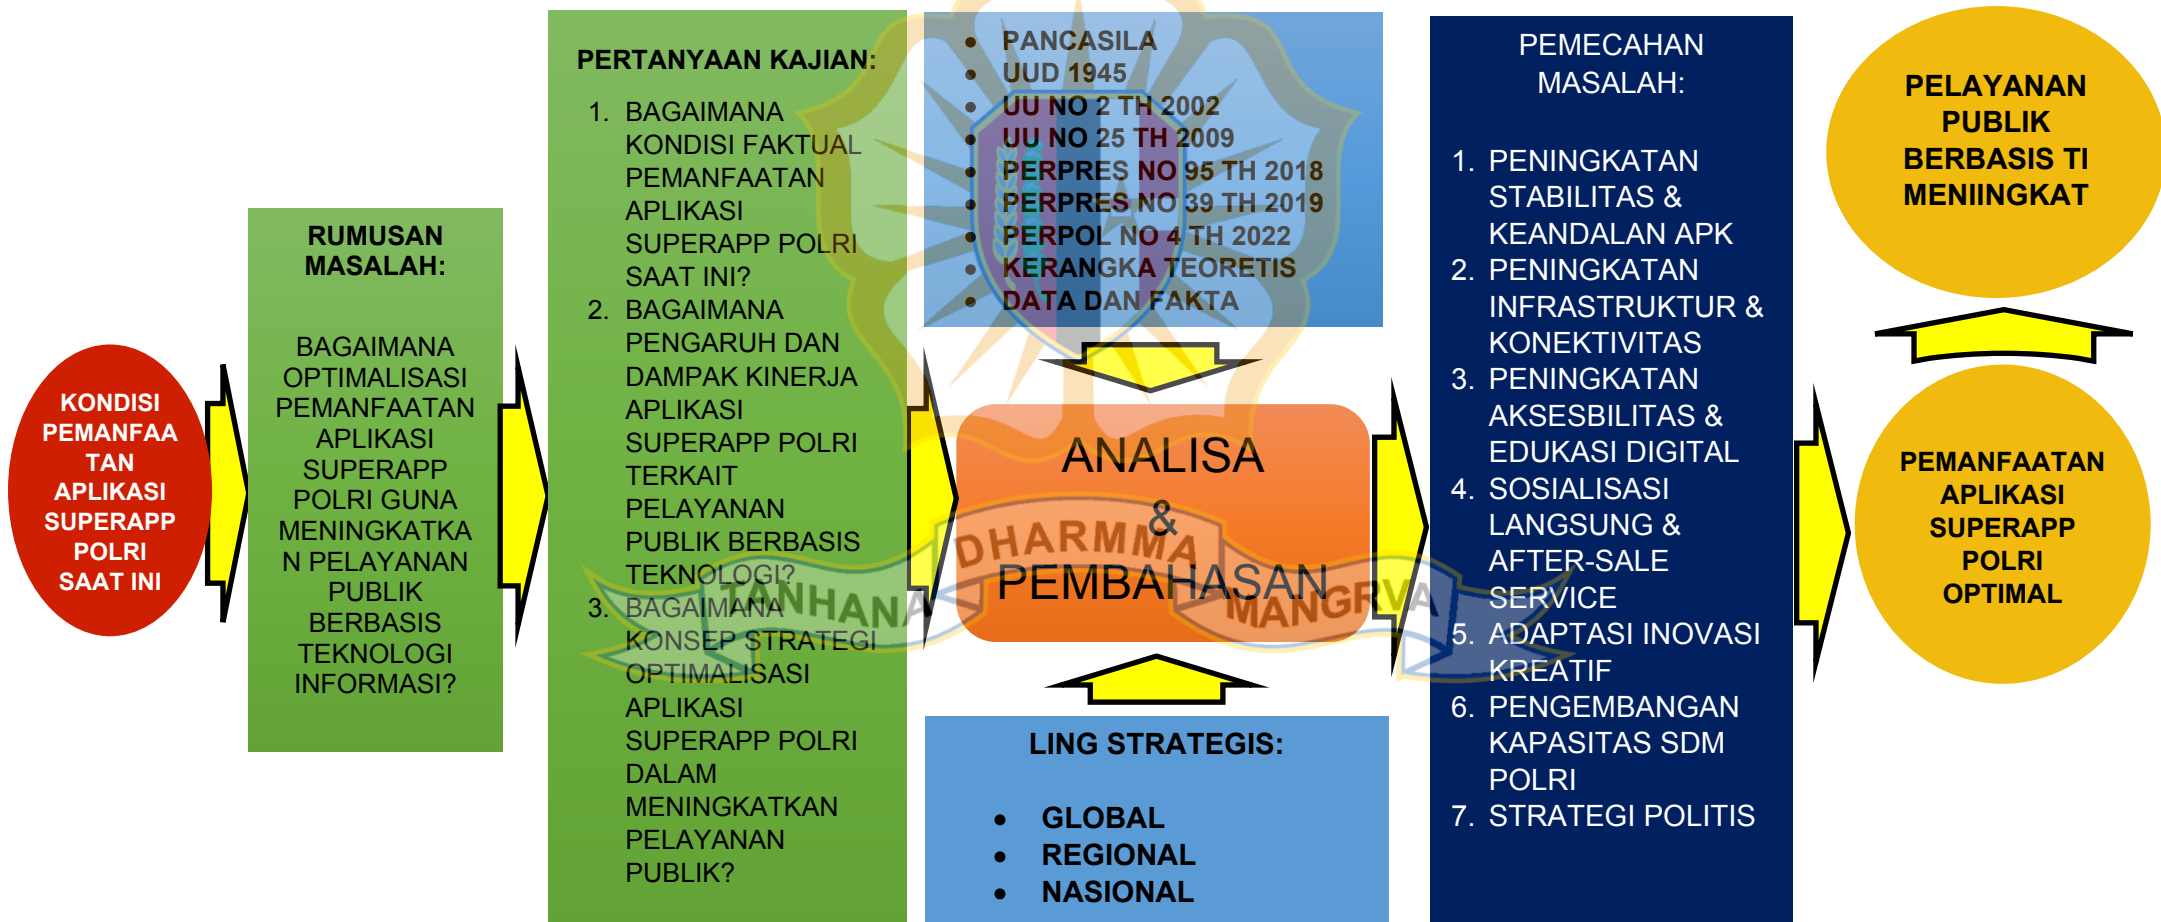 KONDISI
PEMANFAA
TAN
APLIKASI
SUPERAPP
POLRI
SAAT INI
RUMUSAN
MASALAH:
BAGAIMANA
OPTIMALISASI
PEMANFAATAN
APLIKASI
SUPERAPP
POLRI GUNA
MENINGKATKA
N PELAYANAN
PUBLIK
BERBASIS
TEKNOLOGI
INFORMASI?
PERTANYAAN KAJIAN:
1. BAGAIMANA
KONDISI FAKTUAL
PEMANFAATAN
APLIKASI
SUPERAPP POLRI
SAAT INI?
2. BAGAIMANA
PENGARUH DAN
DAMPAK KINERJA
APLIKASI
SUPERAPP POLRI
TERKAIT
PELAYANAN
PUBLIK BERBASIS
TEKNOLOGI?
3. BAGAIMANA
KONSEP STRATEGI
OPTIMALISASI
APLIKASI
SUPERAPP POLRI
DALAM
MENINGKATKAN
PELAYANAN
PUBLIK?
• PANCASILA
• UUD 1945
• UU NO 2 TH 2002
• UU NO 25 TH 2009
• PERPRES NO 95 TH 2018
• PERPRES NO 39 TH 2019
• PERPOL NO 4 TH 2022
• KERANGKA TEORETIS
• DATA DAN FAKTA
ANALISA
&
PEMBAHASAN
TANHANA DHARMMA MANGRVA
LING STRATEGIS:
• GLOBAL
• REGIONAL
• NASIONAL
PEMECAHAN
MASALAH:
1. PENINGKATAN
STABILITAS &
KEANDALAN APK
2. PENINGKATAN
INFRASTRUKTUR &
KONEKTIVITAS
3. PENINGKATAN
AKSESBILITAS &
EDUKASI DIGITAL
4. SOSIALISASI
LANGSUNG &
AFTER-SALE
SERVICE
5. ADAPTASI INOVASI
KREATIF
6. PENGEMBANGAN
KAPASITAS SDM
POLRI
7. STRATEGI POLITIS
PELAYANAN
PUBLIK
BERBASIS TI
MENIINGKAT
PEMANFAATAN
APLIKASI
SUPERAPP
POLRI
OPTIMAL